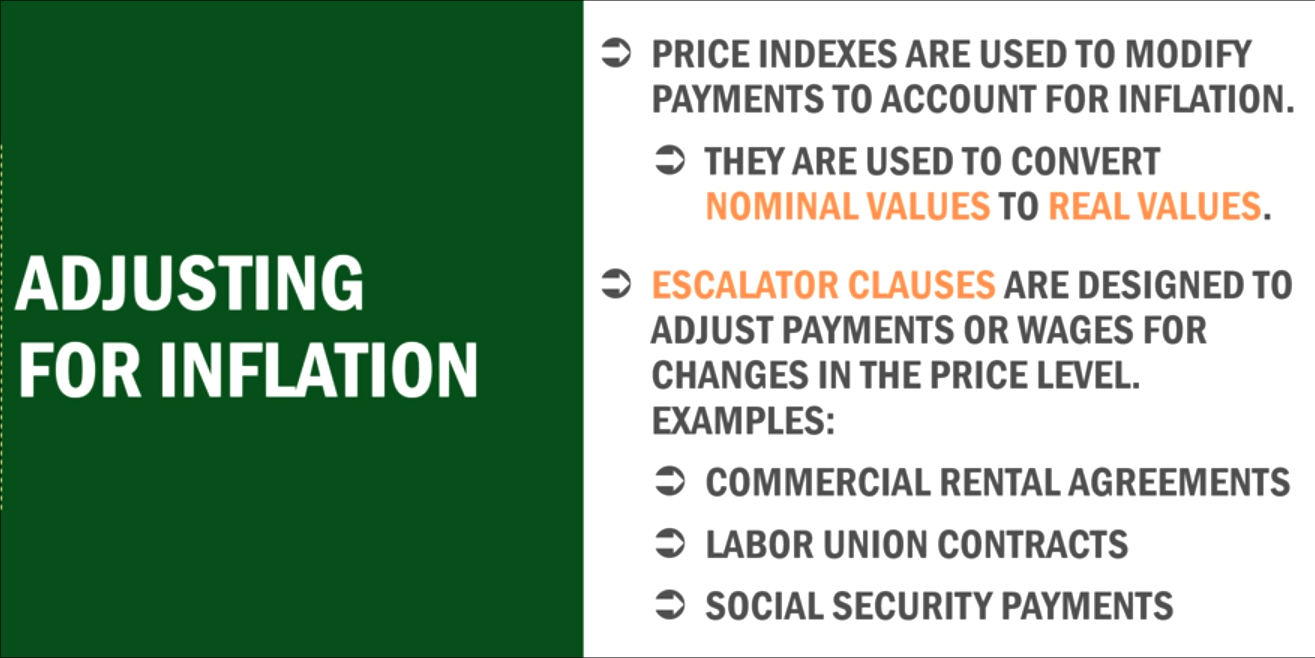 ADJUSTING
FOR INFLATION
➲ PRICE INDEXES ARE USED TO MODIFY
PAYMENTS TO ACCOUNT FOR INFLATION.
➲ THEY ARE USED TO CONVERT
NOMINAL VALUES TO REAL VALUES.
➲ ESCALATOR CLAUSES ARE DESIGNED TO
ADJUST PAYMENTS OR WAGES FOR
CHANGES IN THE PRICE LEVEL.
EXAMPLES:
➲ COMMERCIAL RENTAL AGREEMENTS
➲ LABOR UNION CONTRACTS
➲ SOCIAL SECURITY PAYMENTS